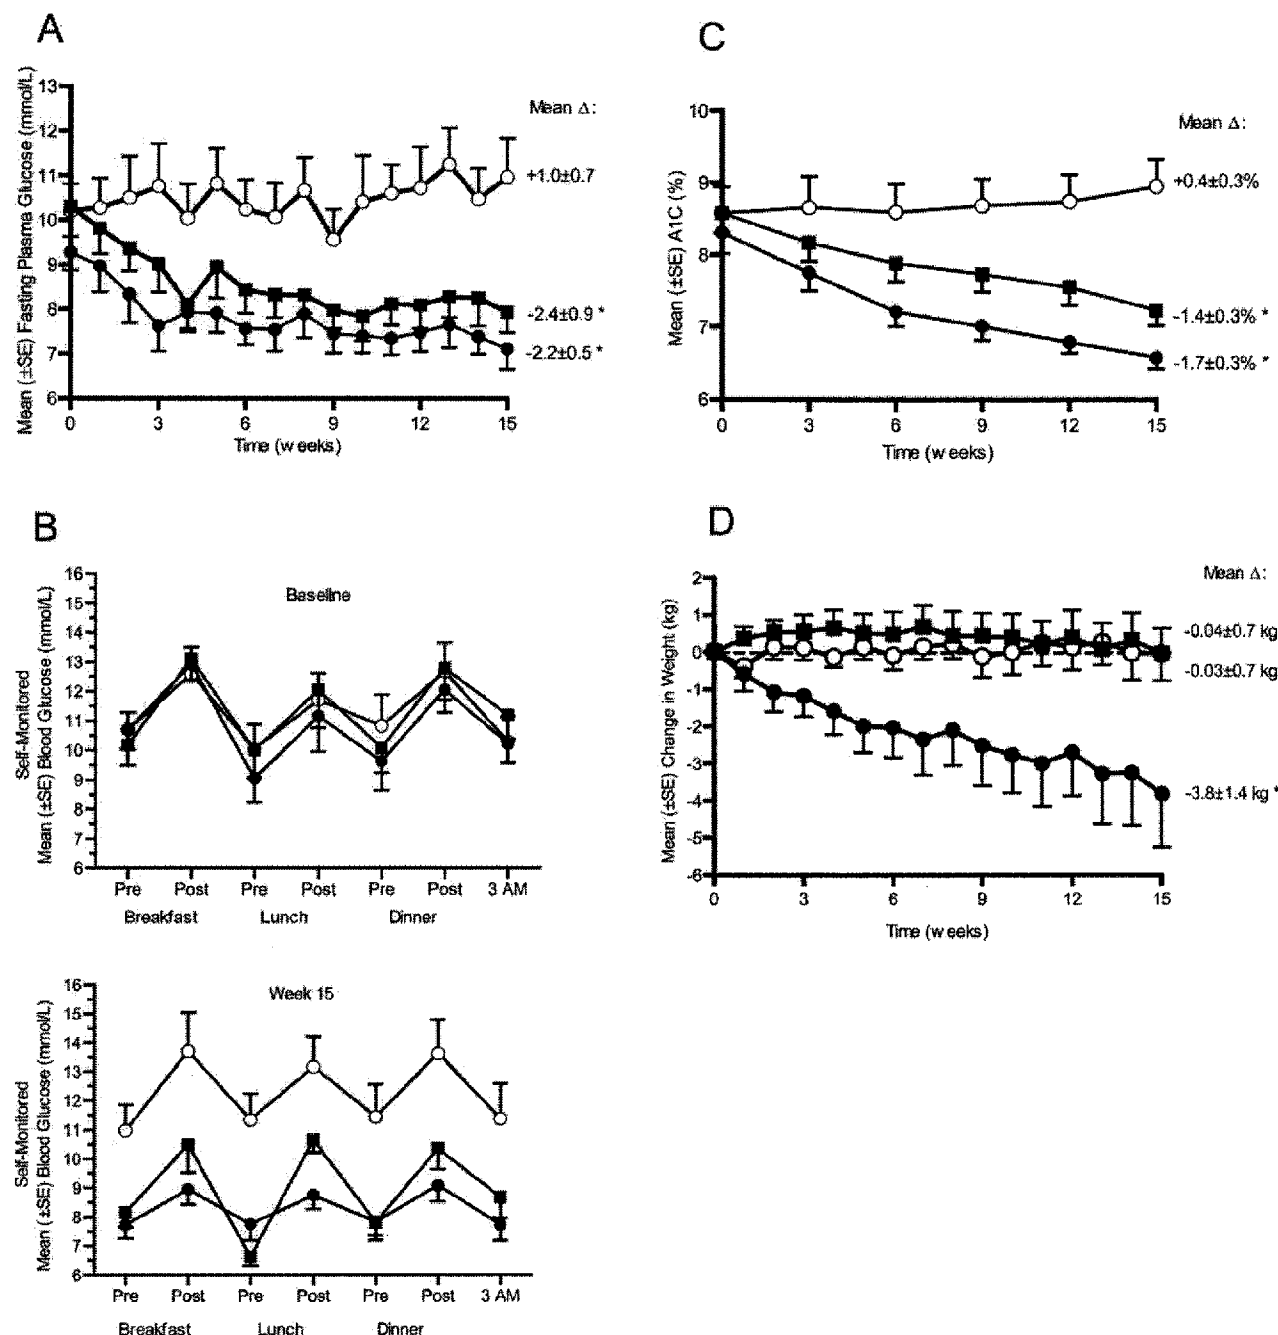 A
Mean (±SE) Fasting Plasma Glucose (mmol/L)
13
12
11
10
9
8
7
6
0 3 6 9 12 15
Time (weeks)
Mean Δ:
+1.0±0.7
-2.4±0.9 *
-2.2±0.5 *
C
Mean (±SE) A1C (%)
10
9
8
7
6
0 3 6 9 12 15
Time (weeks)
Mean Δ:
+0.4±0.3%
-1.4±0.3% *
-1.7±0.3% *
B
Baseline
Self-Monitored
Mean (±SE) Blood Glucose (mmol/L)
16
15
14
13
12
11
10
9
8
7
6
Pre Post Pre Post Pre Post 3 AM
Breakfast Lunch Dinner
Week 15
Self-Monitored
Mean (±SE) Blood Glucose (mmol/L)
16
15
14
13
12
11
10
9
8
7
6
Pre Post Pre Post Pre Post 3 AM
Breakfast Lunch Dinner
D
Mean (±SE) Change in Weight (kg)
2
1
0
-1
-2
-3
-4
-5
-6
0 3 6 9 12 15
Time (weeks)
Mean Δ:
-0.04±0.7 kg
-0.03±0.7 kg
-3.8±1.4 kg *